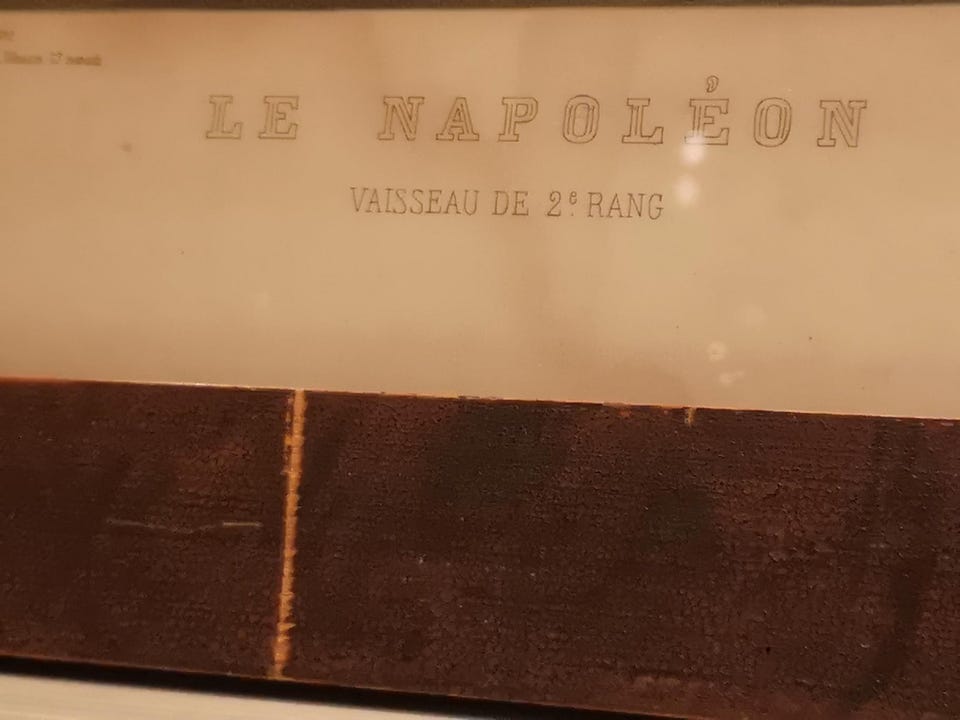 LE NAPOLÉON
VAISSEAU DE 2ᵉ RANG